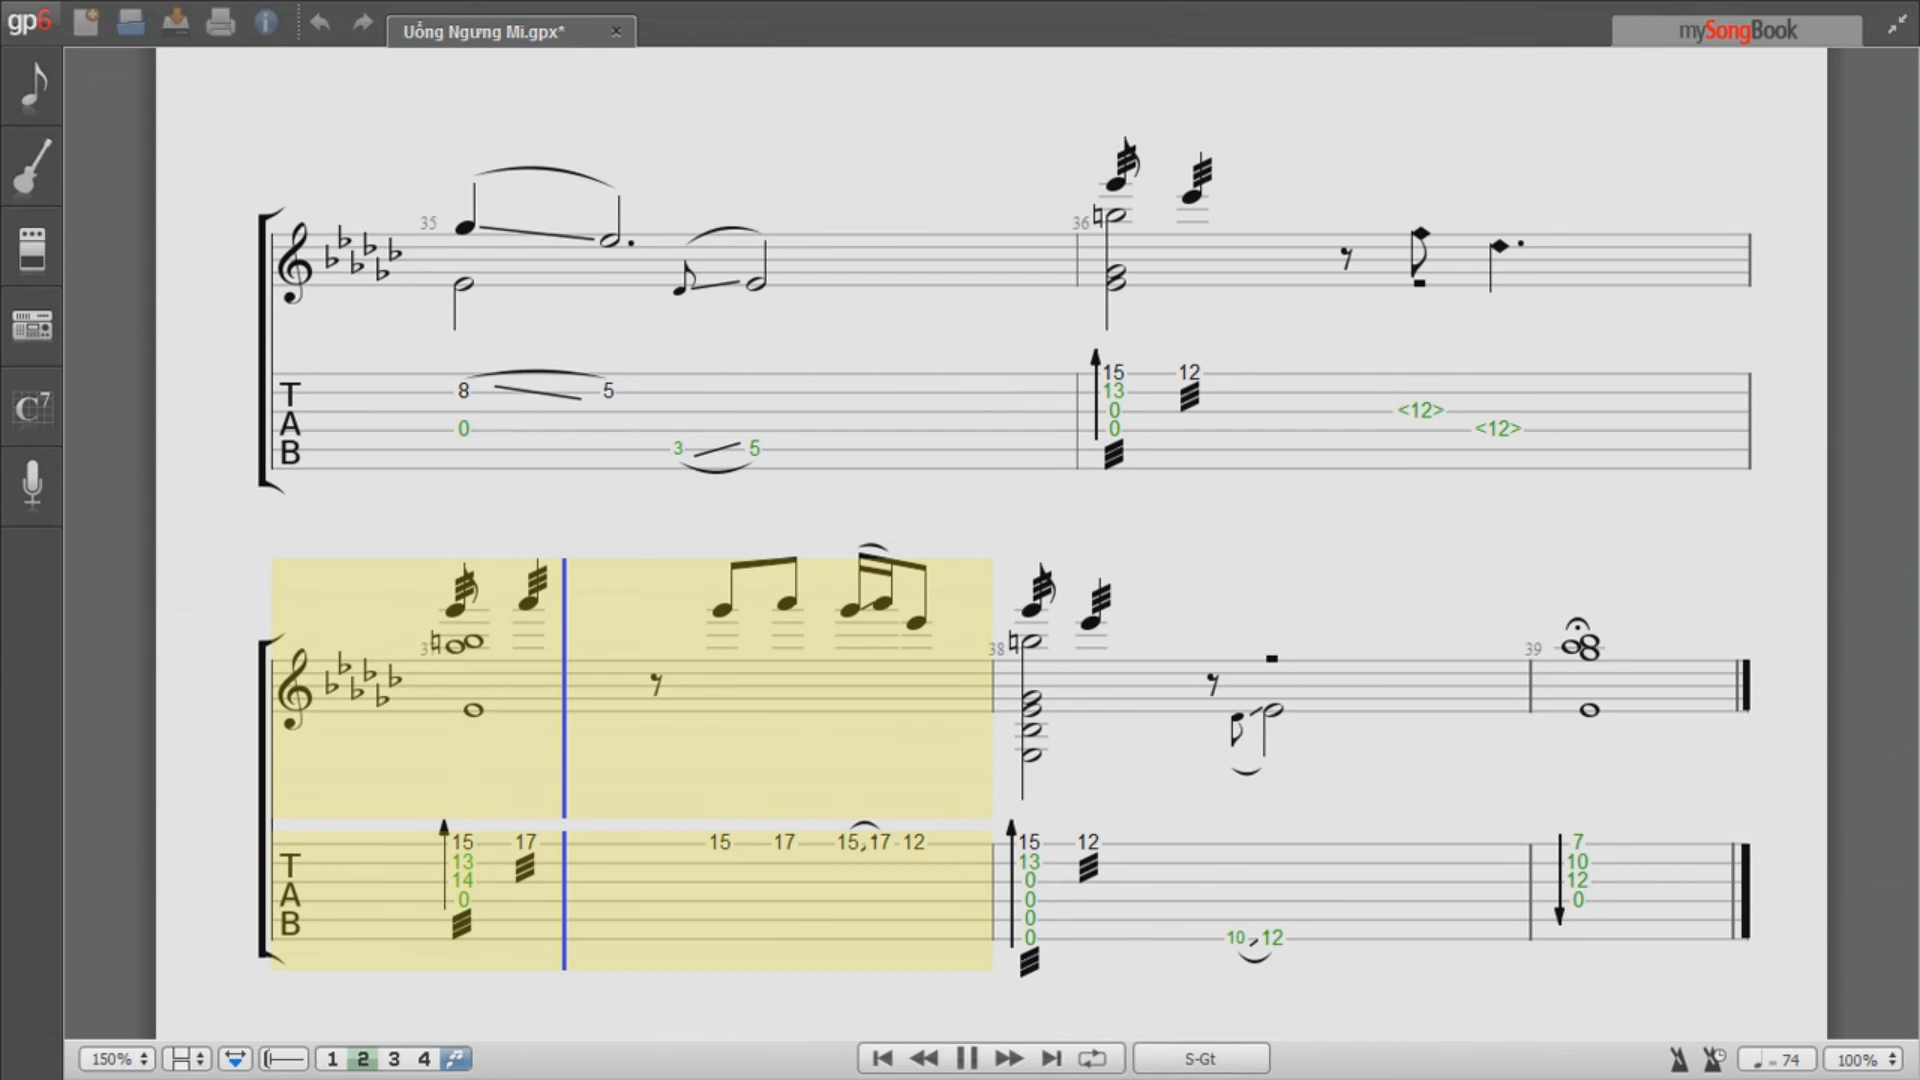 gp6
Uống Ngưng Mi.gpx*
mySongBook
35
36
15 12
8 5
13
T
0
<12>
A
0
0
<12>
B
3 5
37
38
39
15 17
15 17 15 17 12
15 12
7
T
13
13
10
14
0
12
A
0
0
0
B
0
0
10 12
C7
150%
1 2 3 4
S-Gt
= 74
100%